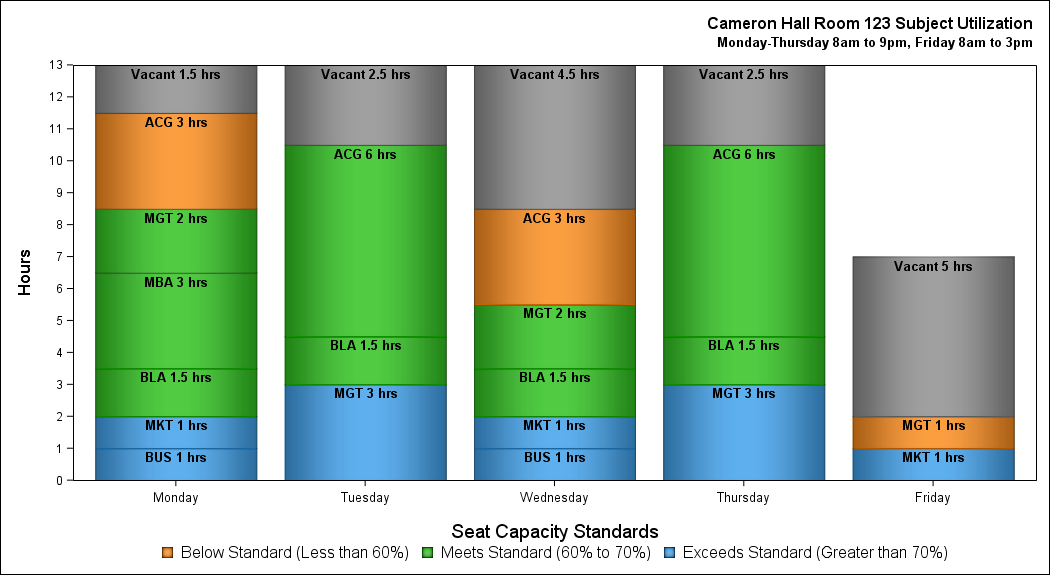 Cameron Hall Room 123 Subject Utilization
Monday-Thursday 8am to 9pm, Friday 8am to 3pm
Hours
13
12
11
10
9
8
7
6
5
4
3
2
1
0
Vacant 1.5 hrs
ACG 3 hrs
MGT 2 hrs
MBA 3 hrs
BLA 1.5 hrs
MKT 1 hrs
BUS 1 hrs
Monday
Vacant 2.5 hrs
ACG 6 hrs
BLA 1.5 hrs
MGT 3 hrs
Tuesday
Vacant 4.5 hrs
ACG 3 hrs
MGT 2 hrs
BLA 1.5 hrs
MKT 1 hrs
BUS 1 hrs
Wednesday
Vacant 2.5 hrs
ACG 6 hrs
BLA 1.5 hrs
MGT 3 hrs
Thursday
Vacant 5 hrs
MGT 1 hrs
MKT 1 hrs
Friday
Seat Capacity Standards
Below Standard (Less than 60%) Meets Standard (60% to 70%) Exceeds Standard (Greater than 70%)